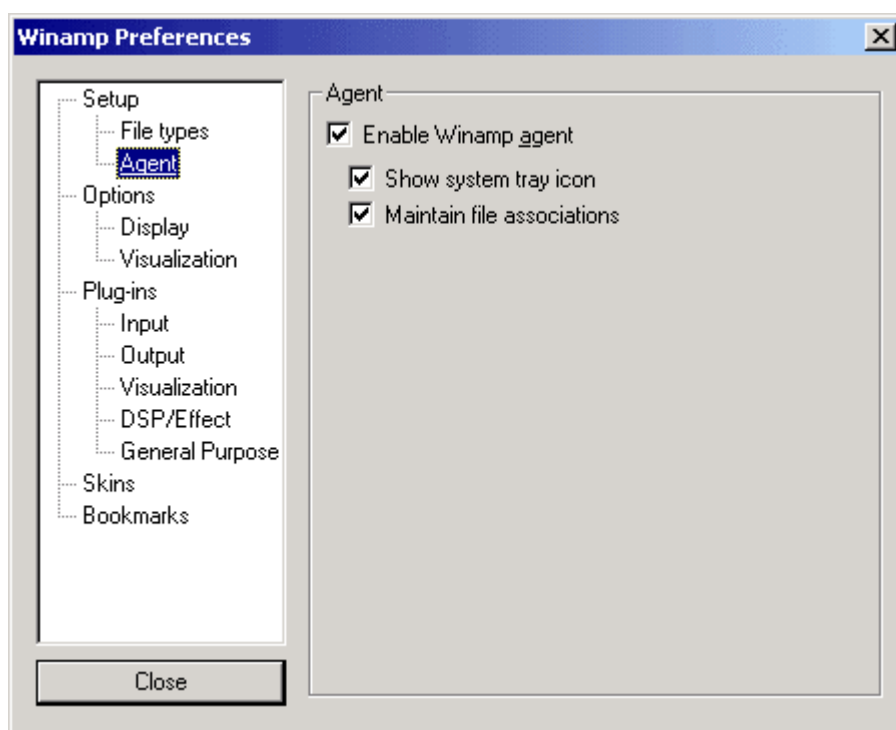 Winamp Preferences
Setup
File types
Agent
Options
Display
Visualization
Plug-ins
Input
Output
Visualization
DSP/Effect
General Purpose
Skins
Bookmarks
Close
Agent
Enable Winamp agent
Show system tray icon
Maintain file associations